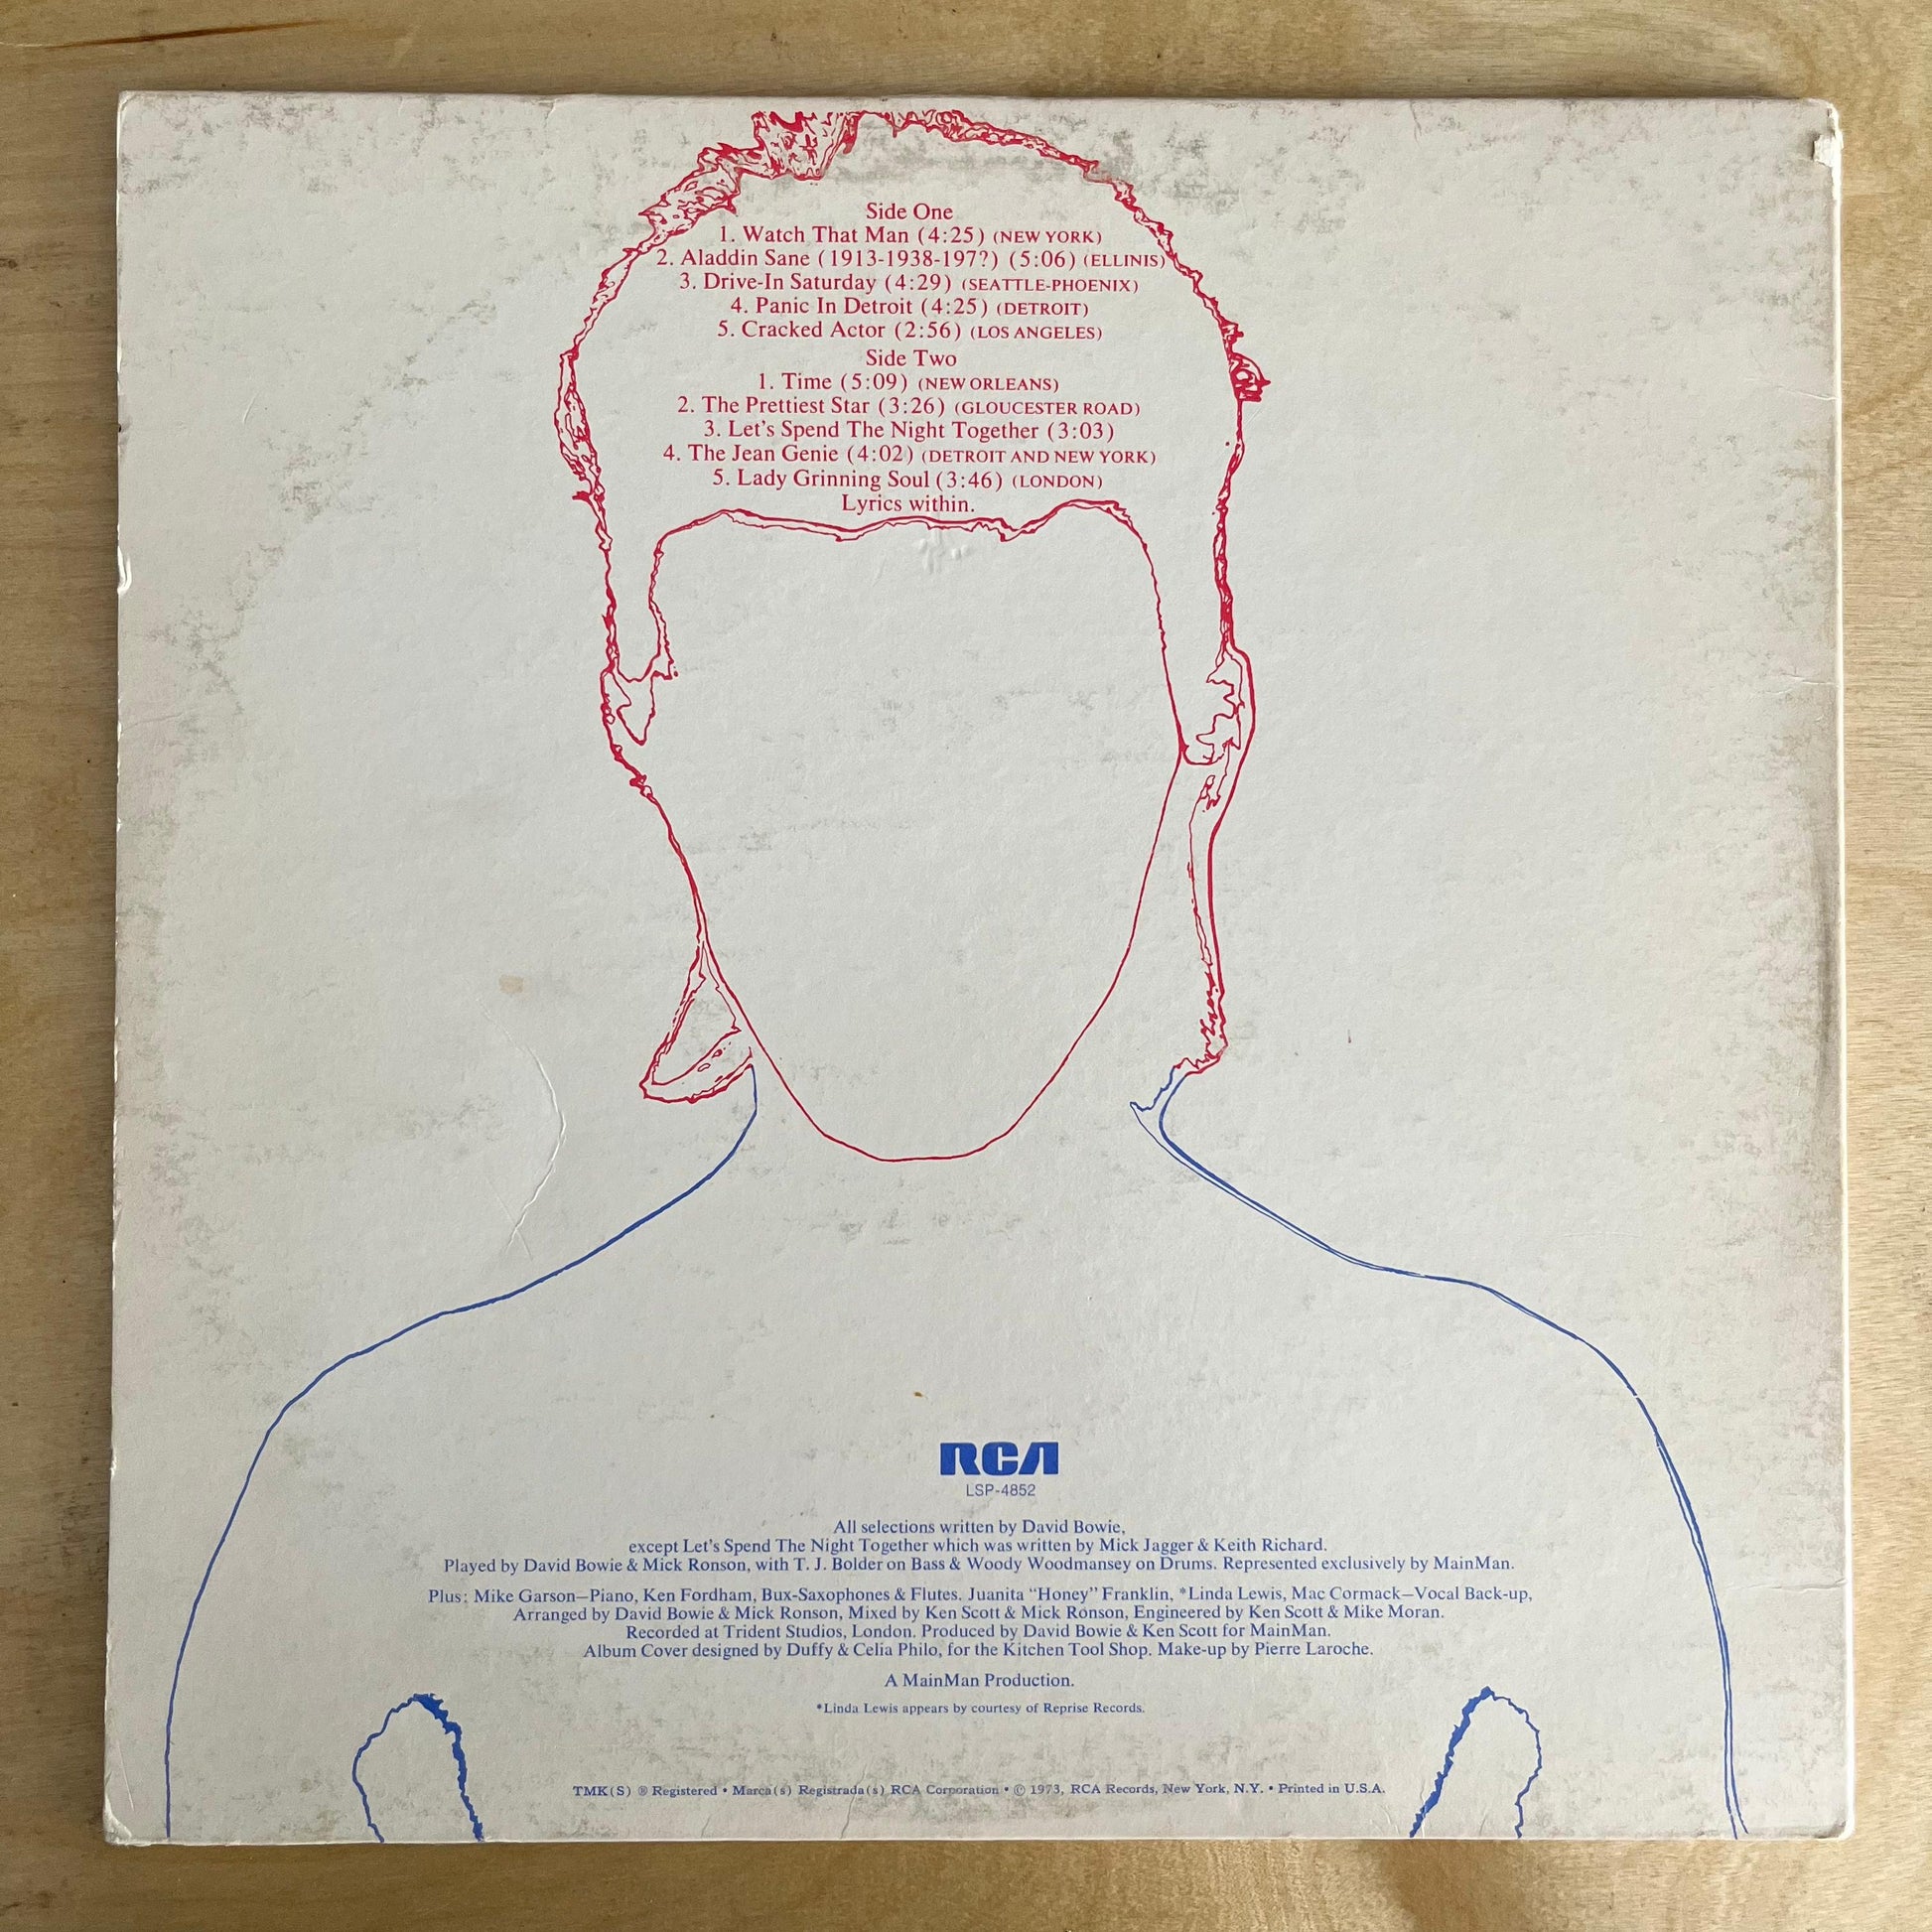 Side One
1. Watch That Man (4:25) (NEW YORK)
2. Aladdin Sane (1913-1938-197?) (5:06) (ELLINIS)
3. Drive-In Saturday (4:29) (SEATTLE-PHOENIX)
4. Panic In Detroit (4:25) (DETROIT)
5. Cracked Actor (2:56) (LOS ANGELES)
Side Two
1. Time (5:09) (NEW ORLEANS)
2. The Prettiest Star (3:26) (GLOUCESTER ROAD)
3. Let's Spend The Night Together (3:03)
4. The Jean Genie (4:02) (DETROIT AND NEW YORK)
5. Lady Grinning Soul (3:46) (LONDON)
Lyrics within.
RCA
LSP-4852
All selections written by David Bowie,
except Let's Spend The Night Together which was written by Mick Jagger & Keith Richard.
Played by David Bowie & Mick Ronson, with T. J. Bolder on Bass & Woody Woodmansey on Drums. Represented exclusively by MainMan.
Plus: Mike Garson—Piano, Ken Fordham, Bux-Saxophones & Flutes. Juanita “Honey” Franklin, *Linda Lewis, Mac Cormack—Vocal Back-up,
Arranged by David Bowie & Mick Ronson, Mixed by Ken Scott & Mick Ronson, Engineered by Ken Scott & Mike Moran.
Recorded at Trident Studios, London. Produced by David Bowie & Ken Scott for MainMan.
Album Cover designed by Duffy & Celia Philo, for the Kitchen Tool Shop. Make-up by Pierre Laroche.
A MainMan Production.
*Linda Lewis appears by courtesy of Reprise Records.
TMK(S) ® Registered • Marca(s) Registrada(s) RCA Corporation • © 1973, RCA Records, New York, N.Y. • Printed in U.S.A.